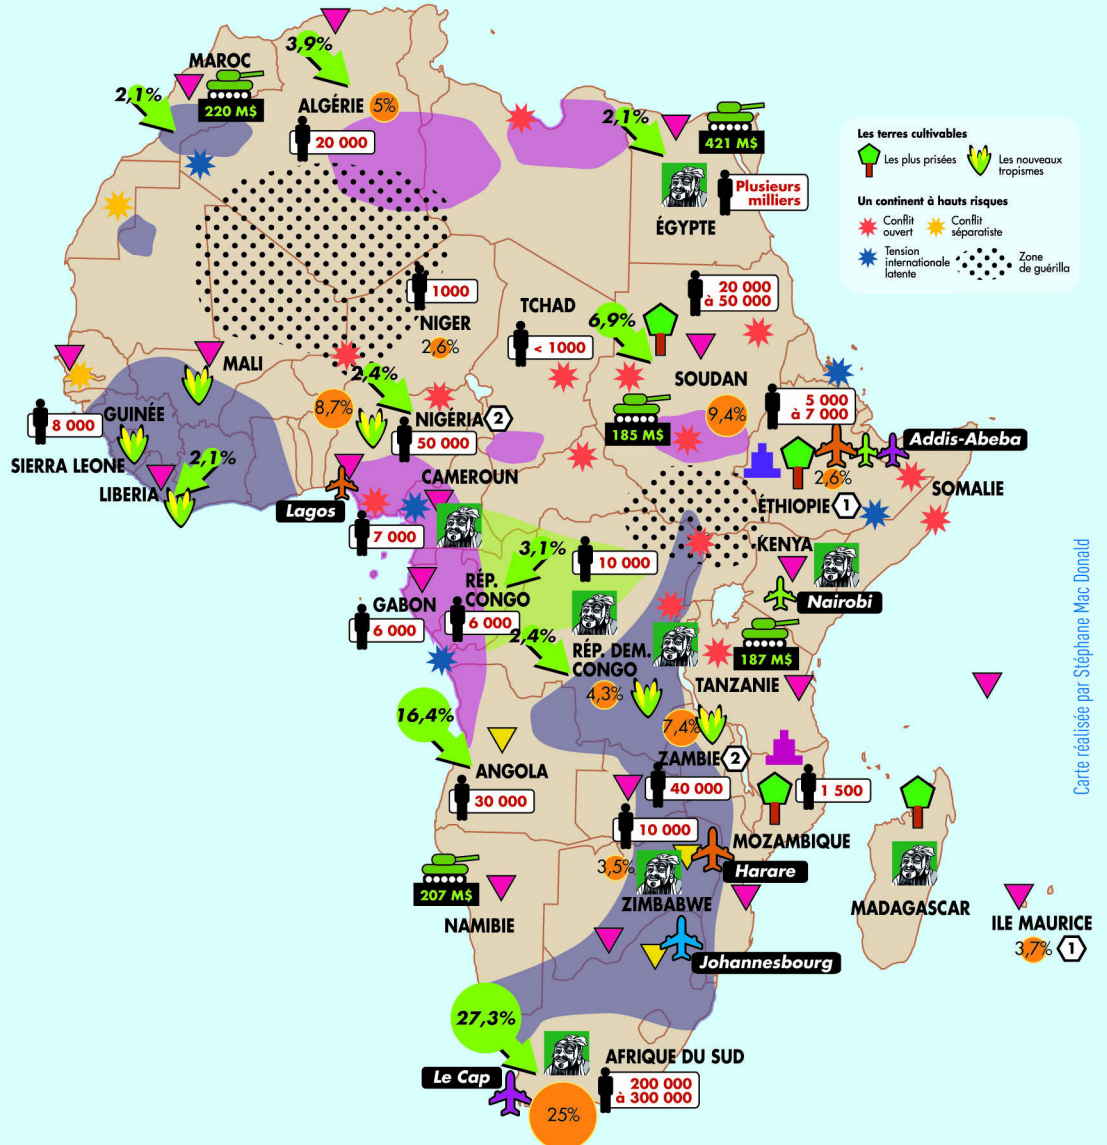 3,9%
MAROC
2,1%
220 M$
ALGÉRIE
5%
20 000
2,1%
421 M$
Plusieurs
milliers
ÉGYPTE
Les terres cultivables
Les plus prisées
Les nouveaux
tropismes
Un continent à hauts risques
Conflit
ouvert
Conflit
séparatiste
Tension
internationale
latente
Zone
de guérilla
1000
NIGER
2,6%
TCHAD
< 1000
20 000
à 50 000
6,9%
SOUDAN
9,4%
185 M$
5 000
à 7 000
Addis-Abeba
2,6%
ÉTHIOPIE
1
SOMALIE
MALI
2,4%
8,7%
NIGÉRIA
2
50 000
8 000
GUINÉE
SIERRA LEONE
LIBERIA
2,1%
CAMEROUN
Lagos
7 000
3,1%
10 000
KENYA
Nairobi
GABON
6 000
RÉP.
CONGO
6 000
2,4%
RÉP. DEM.
CONGO
4,3%
187 M$
TANZANIE
16,4%
ANGOLA
30 000
7,4%
ZAMBIE
2
40 000
1 500
10 000
MOZAMBIQUE
3,5%
Harare
ZIMBABWE
207 M$
NAMIBIE
MADAGASCAR
ILE MAURICE
3,7%
1
Johannesbourg
27,3%
AFRIQUE DU SUD
Le Cap
25%
200 000
à 300 000
Carte réalisée par Stéphane Mac Donald